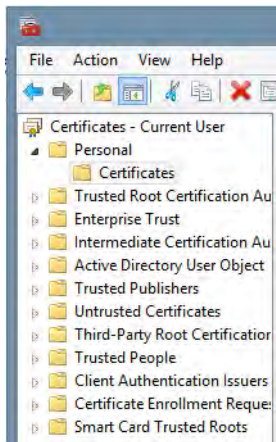 File Action View Help
Certificates - Current User
Personal
Certificates
Trusted Root Certification Au
Enterprise Trust
Intermediate Certification Au
Active Directory User Object
Trusted Publishers
Untrusted Certificates
Third-Party Root Certification
Trusted People
Client Authentication Issuers
Certificate Enrollment Reques
Smart Card Trusted Roots